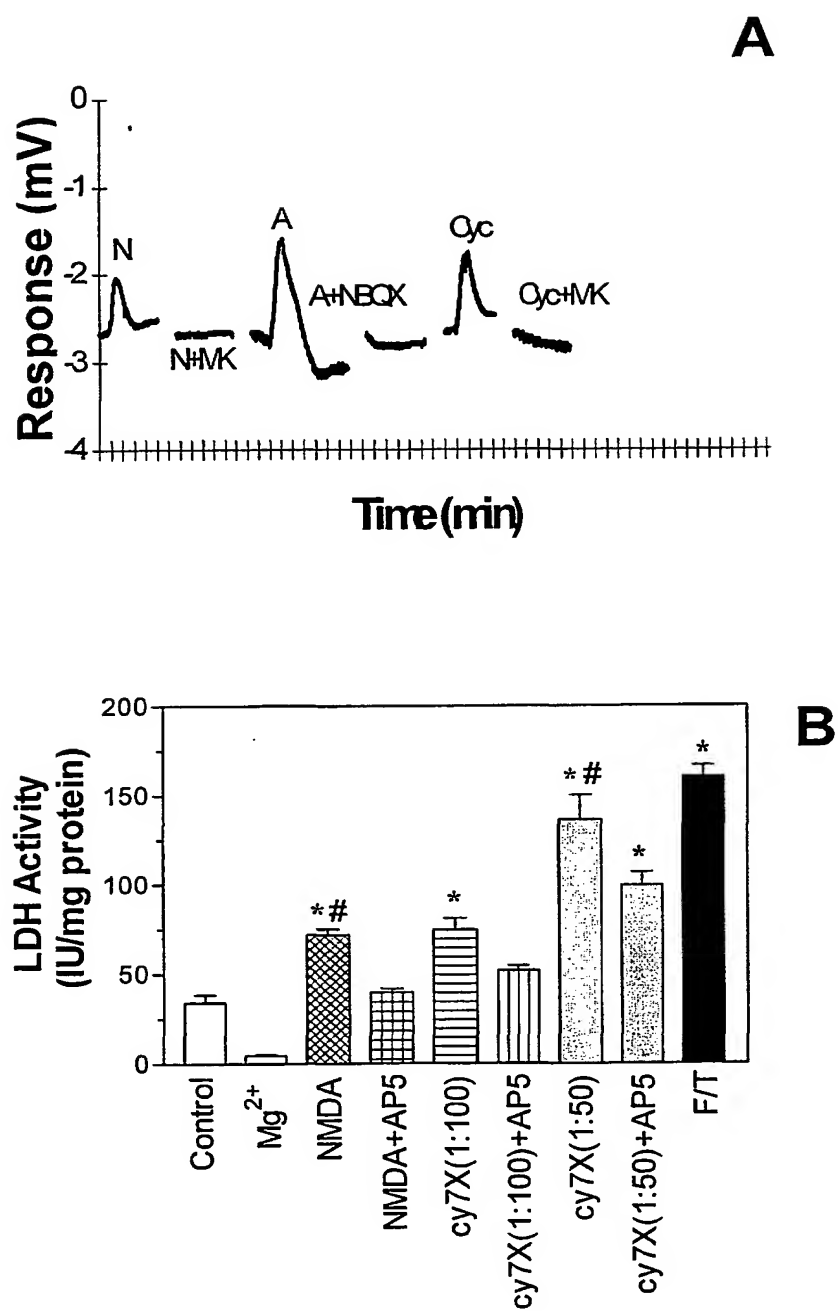 A
0
-1
-2
-3
-4
Response (mV)
N
N+MK
A
A+NBQX
Cyc
Cyc+MK
Time (min)
B
200
150
100
50
0
LDH Activity
(IU/mg protein)
*#
*
*#
*
*
Control
Mg2+
NMDA
NMDA+AP5
cy7X(1:100)
cy7X(1:100)+AP5
cy7X(1:50)
cy7X(1:50)+AP5
F/T